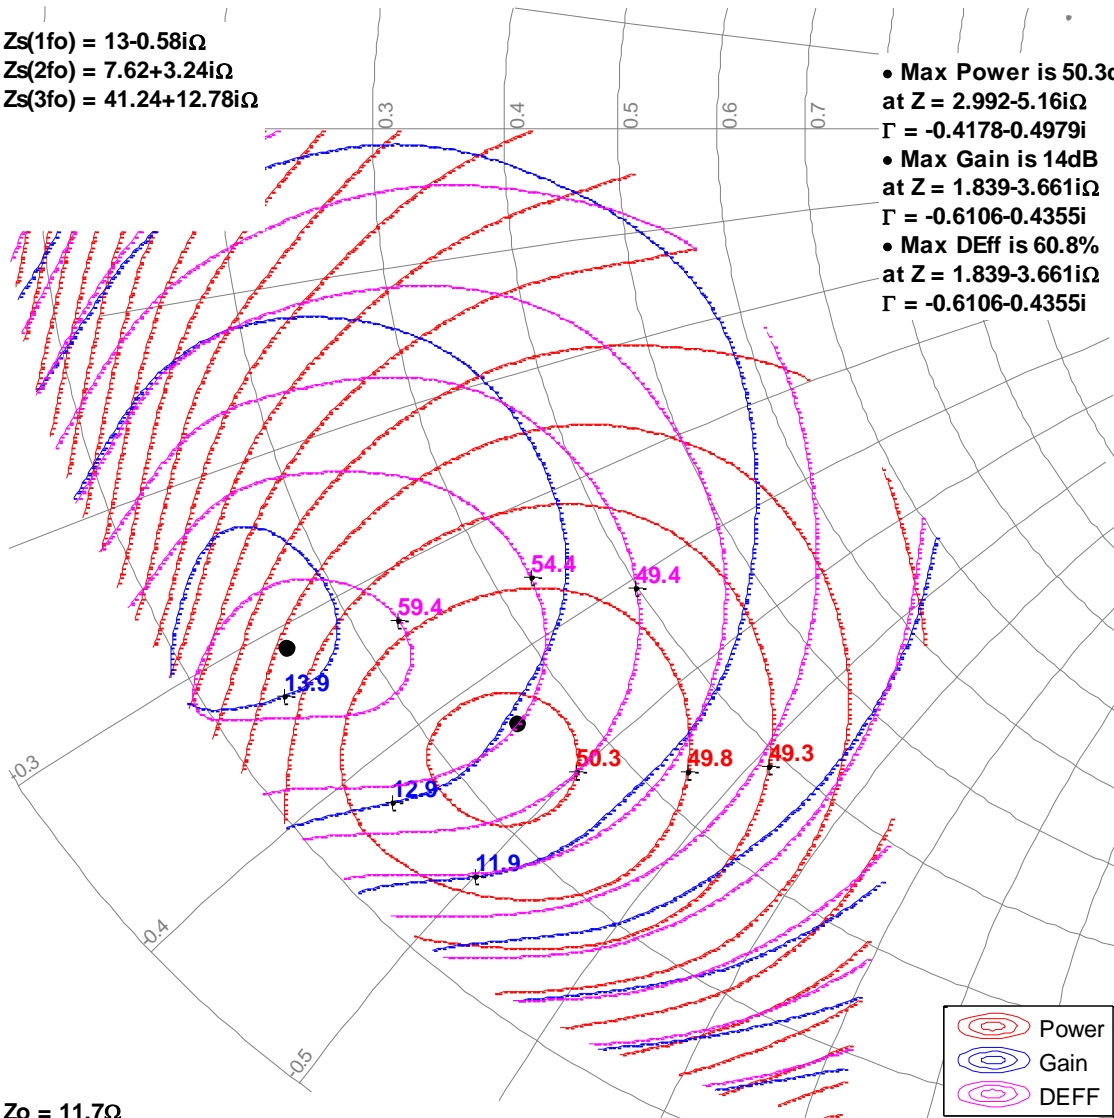 Zs(1fo) = 13-0.58iΩ
Zs(2fo) = 7.62+3.24iΩ
Zs(3fo) = 41.24+12.78iΩ
• Max Power is 50.3d
at Z = 2.992-5.16iΩ
Γ = -0.4178-0.4979i
• Max Gain is 14dB
at Z = 1.839-3.661iΩ
Γ = -0.6106-0.4355i
• Max DEff is 60.8%
at Z = 1.839-3.661iΩ
Γ = -0.6106-0.4355i
0.3
0.4
0.5
0.6
0.7
54.4
49.4
59.4
13.9
50.3
49.8
49.3
12.9
11.9
-0.3
-0.4
-0.5
Power
Gain
DEFF
Zo = 11.7Ω